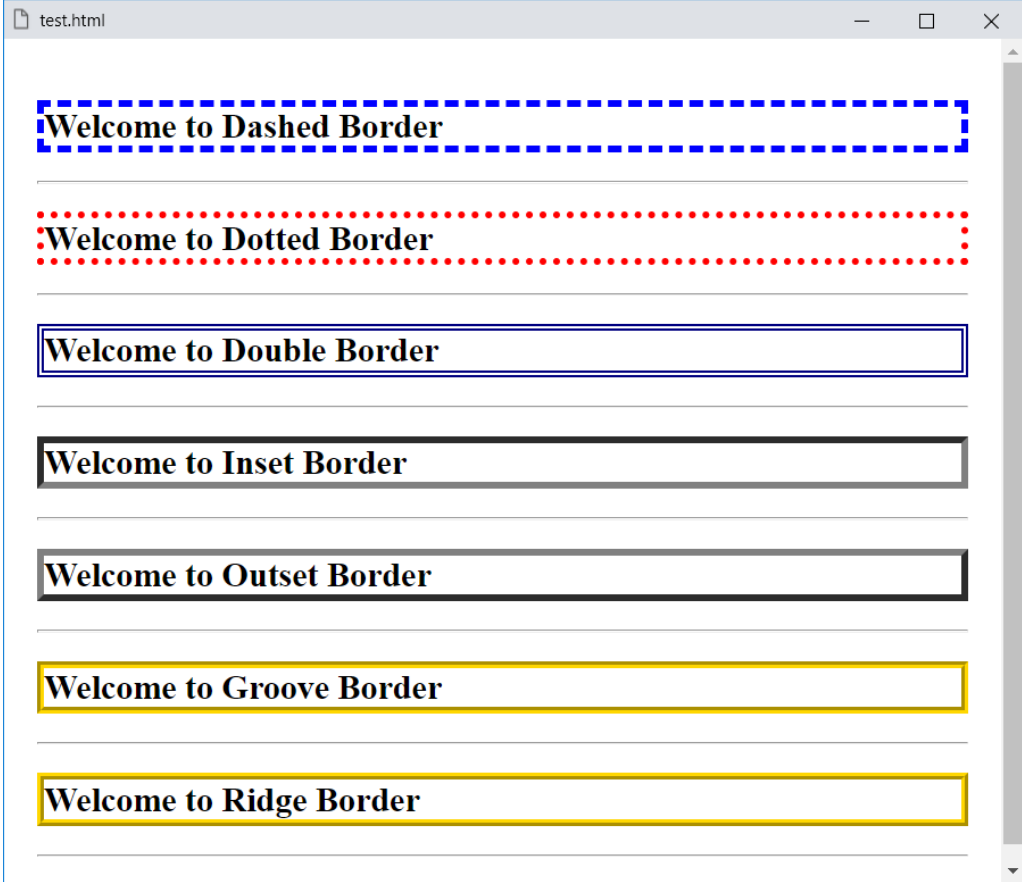 test.html
Welcome to Dashed Border
Welcome to Dotted Border
Welcome to Double Border
Welcome to Inset Border
Welcome to Outset Border
Welcome to Groove Border
Welcome to Ridge Border